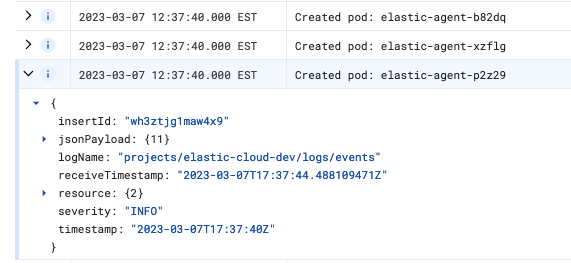 2023-03-07 12:37:40.000 EST Created pod: elastic-agent-b82dq
2023-03-07 12:37:40.000 EST Created pod: elastic-agent-xzflg
2023-03-07 12:37:40.000 EST Created pod: elastic-agent-p2z29
{
insertId: "wh3ztjg1maw4x9"
jsonPayload: {11}
logName: "projects/elastic-cloud-dev/logs/events"
receiveTimestamp: "2023-03-07T17:37:44.488109471Z"
resource: {2}
severity: "INFO"
timestamp: "2023-03-07T17:37:40Z"
}